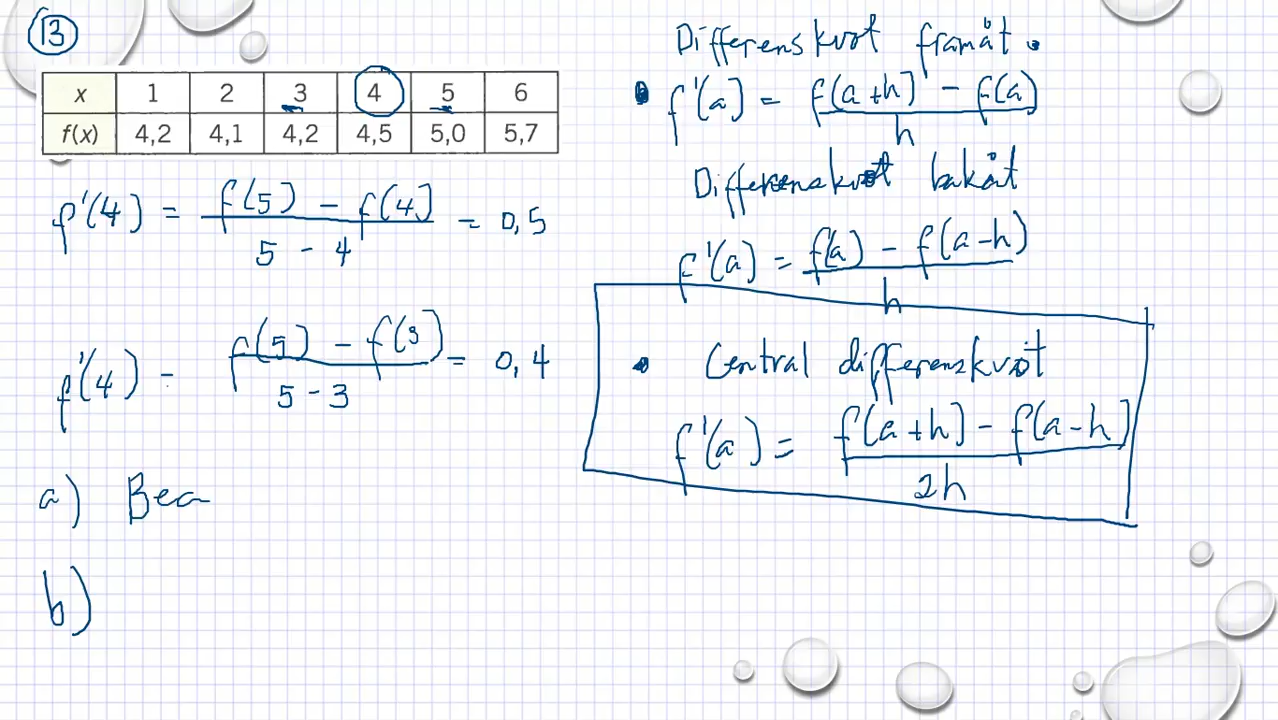 13
x 1 2 3 4 5 6
f(x) 4,2 4,1 4,2 4,5 5,0 5,7
f'(4) = (f(5) - f(4)) / (5 - 4) = 0,5
f'(4) = (f(5) - f(3)) / (5 - 3) = 0,4
a) Bea
b)
Differenskvot framåt.
• f'(a) = (f(a+h) - f(a)) / h
Differenskvot bakåt
f'(a) = (f(a) - f(a-h)) / h
• Central differenskvot
f'(a) = (f(a+h) - f(a-h)) / 2h